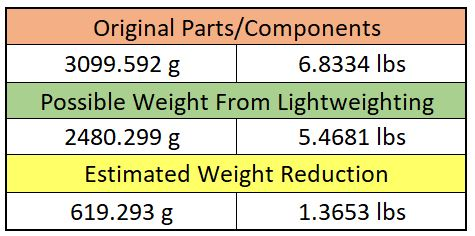 Original Parts/Components
3099.592 g 6.8334 lbs
Possible Weight From Lightweighting
2480.299 g 5.4681 lbs
Estimated Weight Reduction
619.293 g 1.3653 lbs